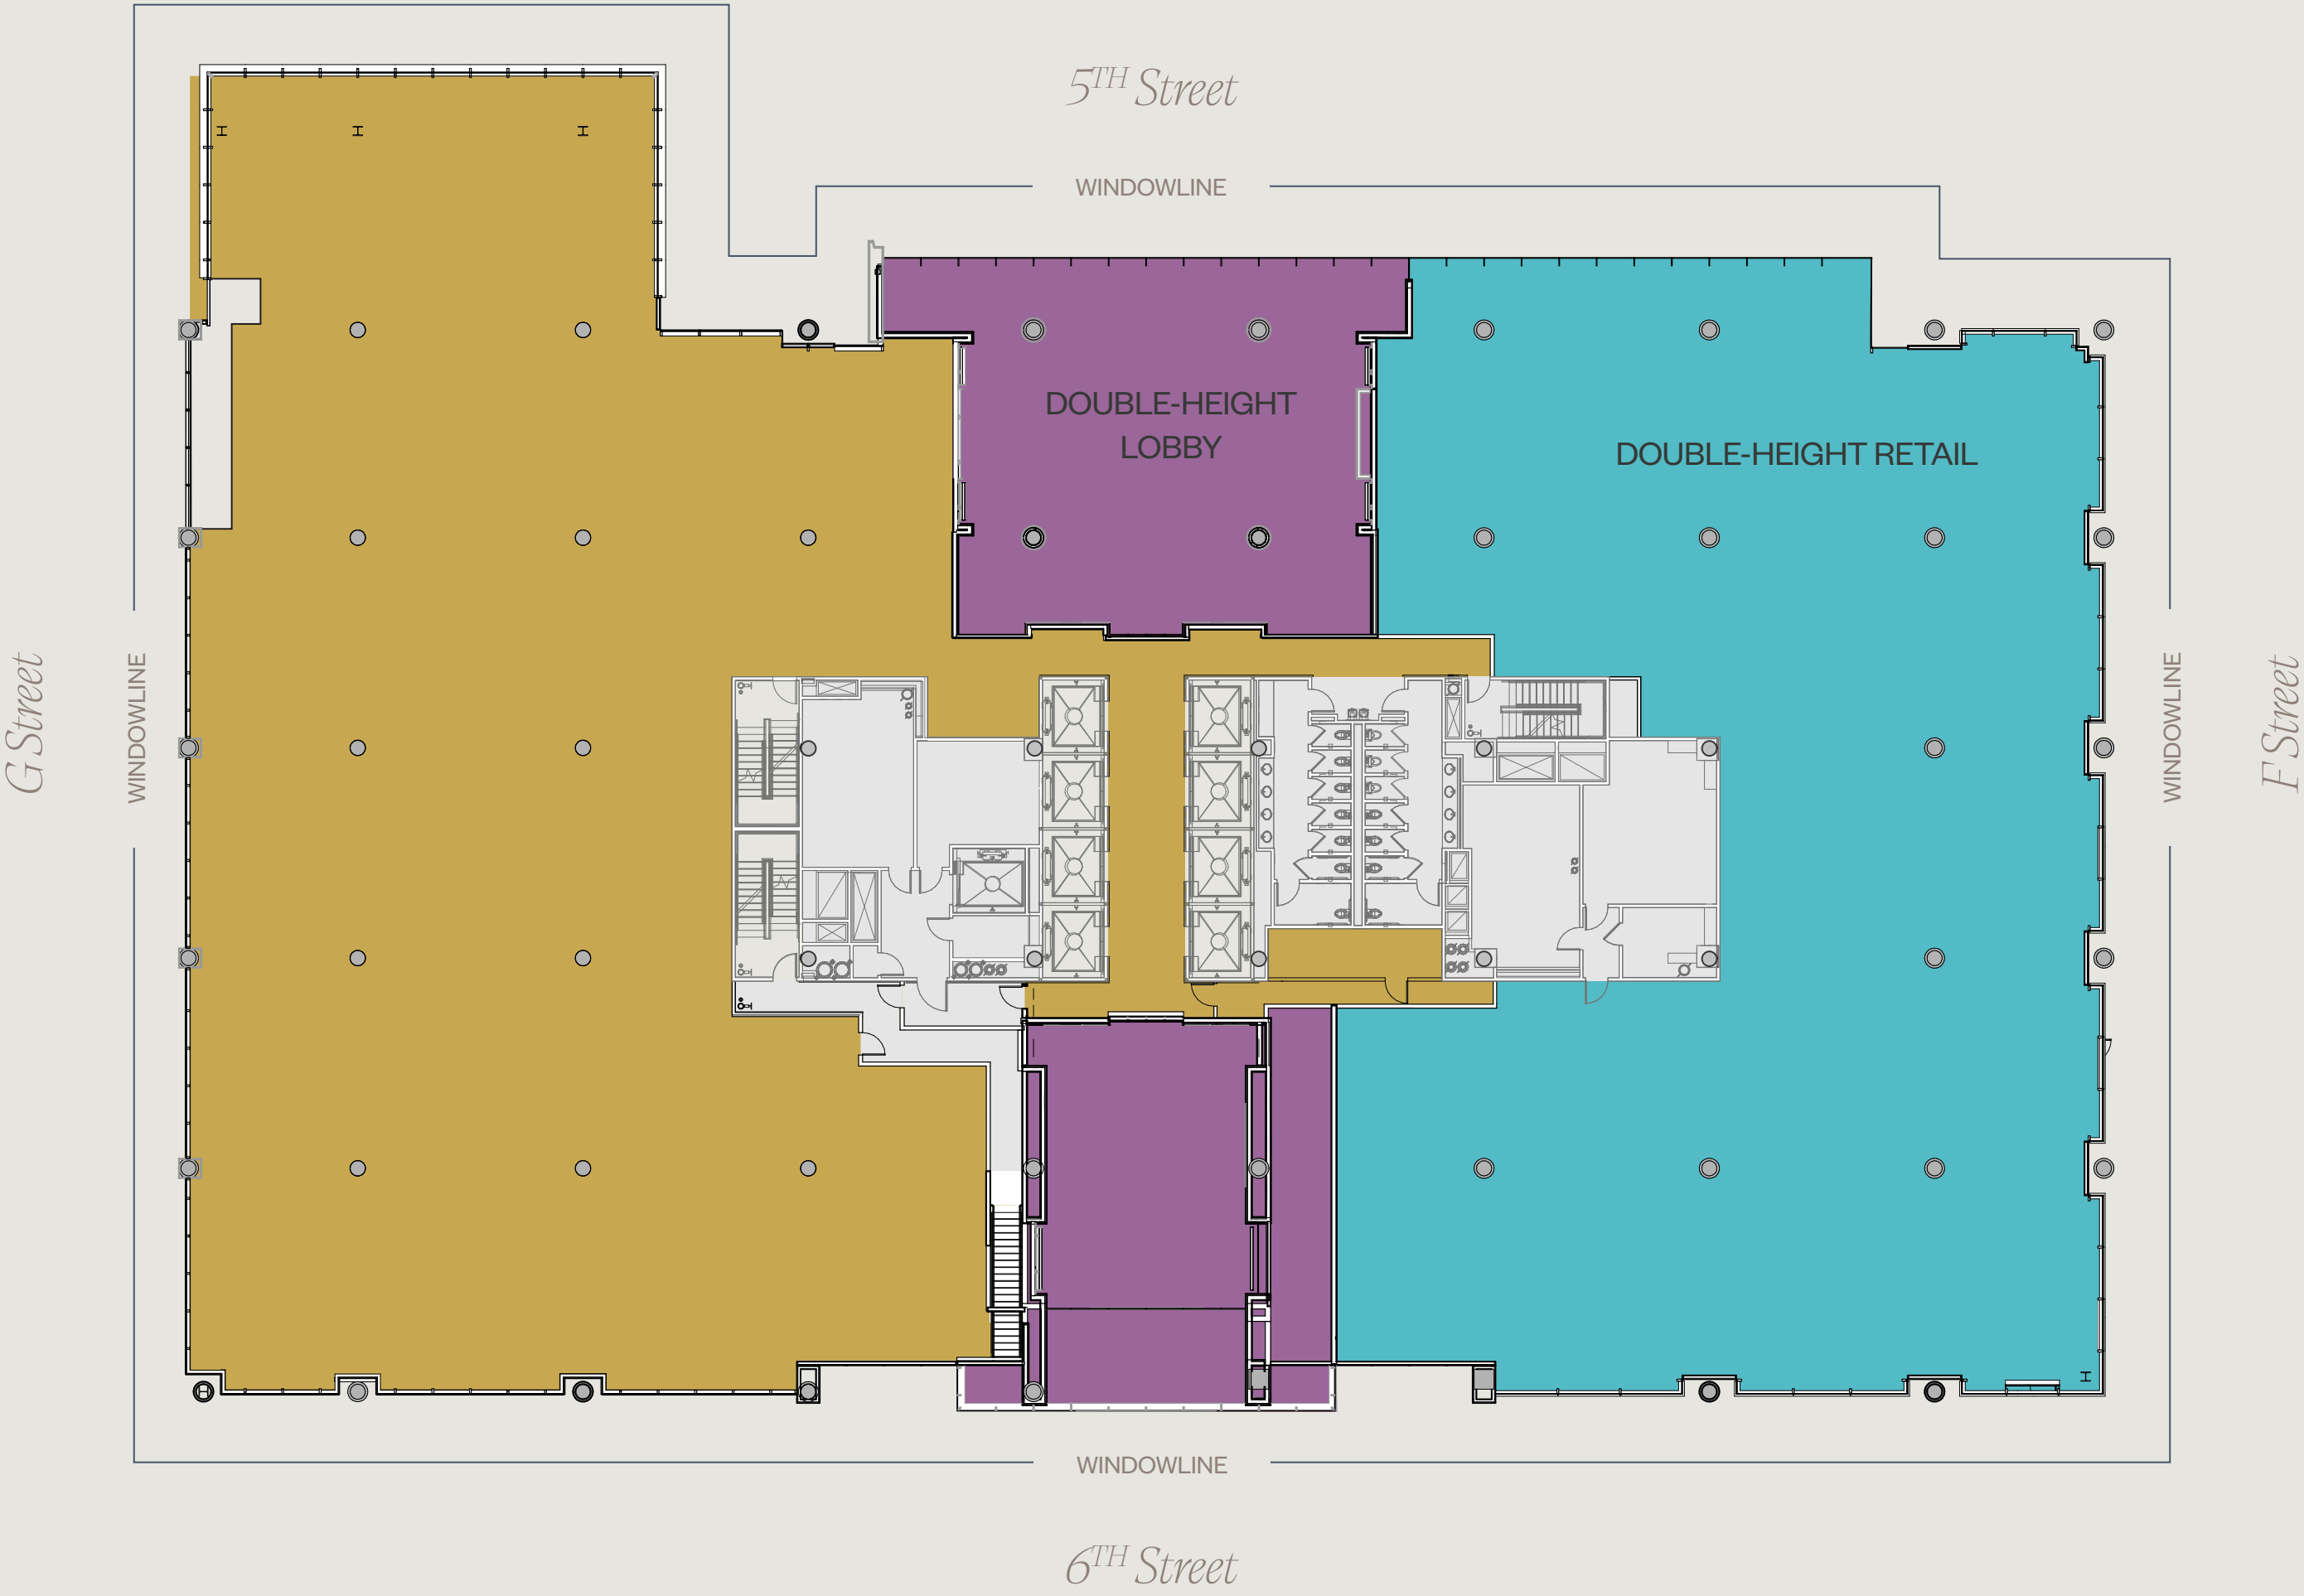 5TH Street
WINDOWLINE
DOUBLE-HEIGHT
LOBBY
DOUBLE-HEIGHT RETAIL
G Street
WINDOWLINE
WINDOWLINE
F Street
WINDOWLINE
6TH Street